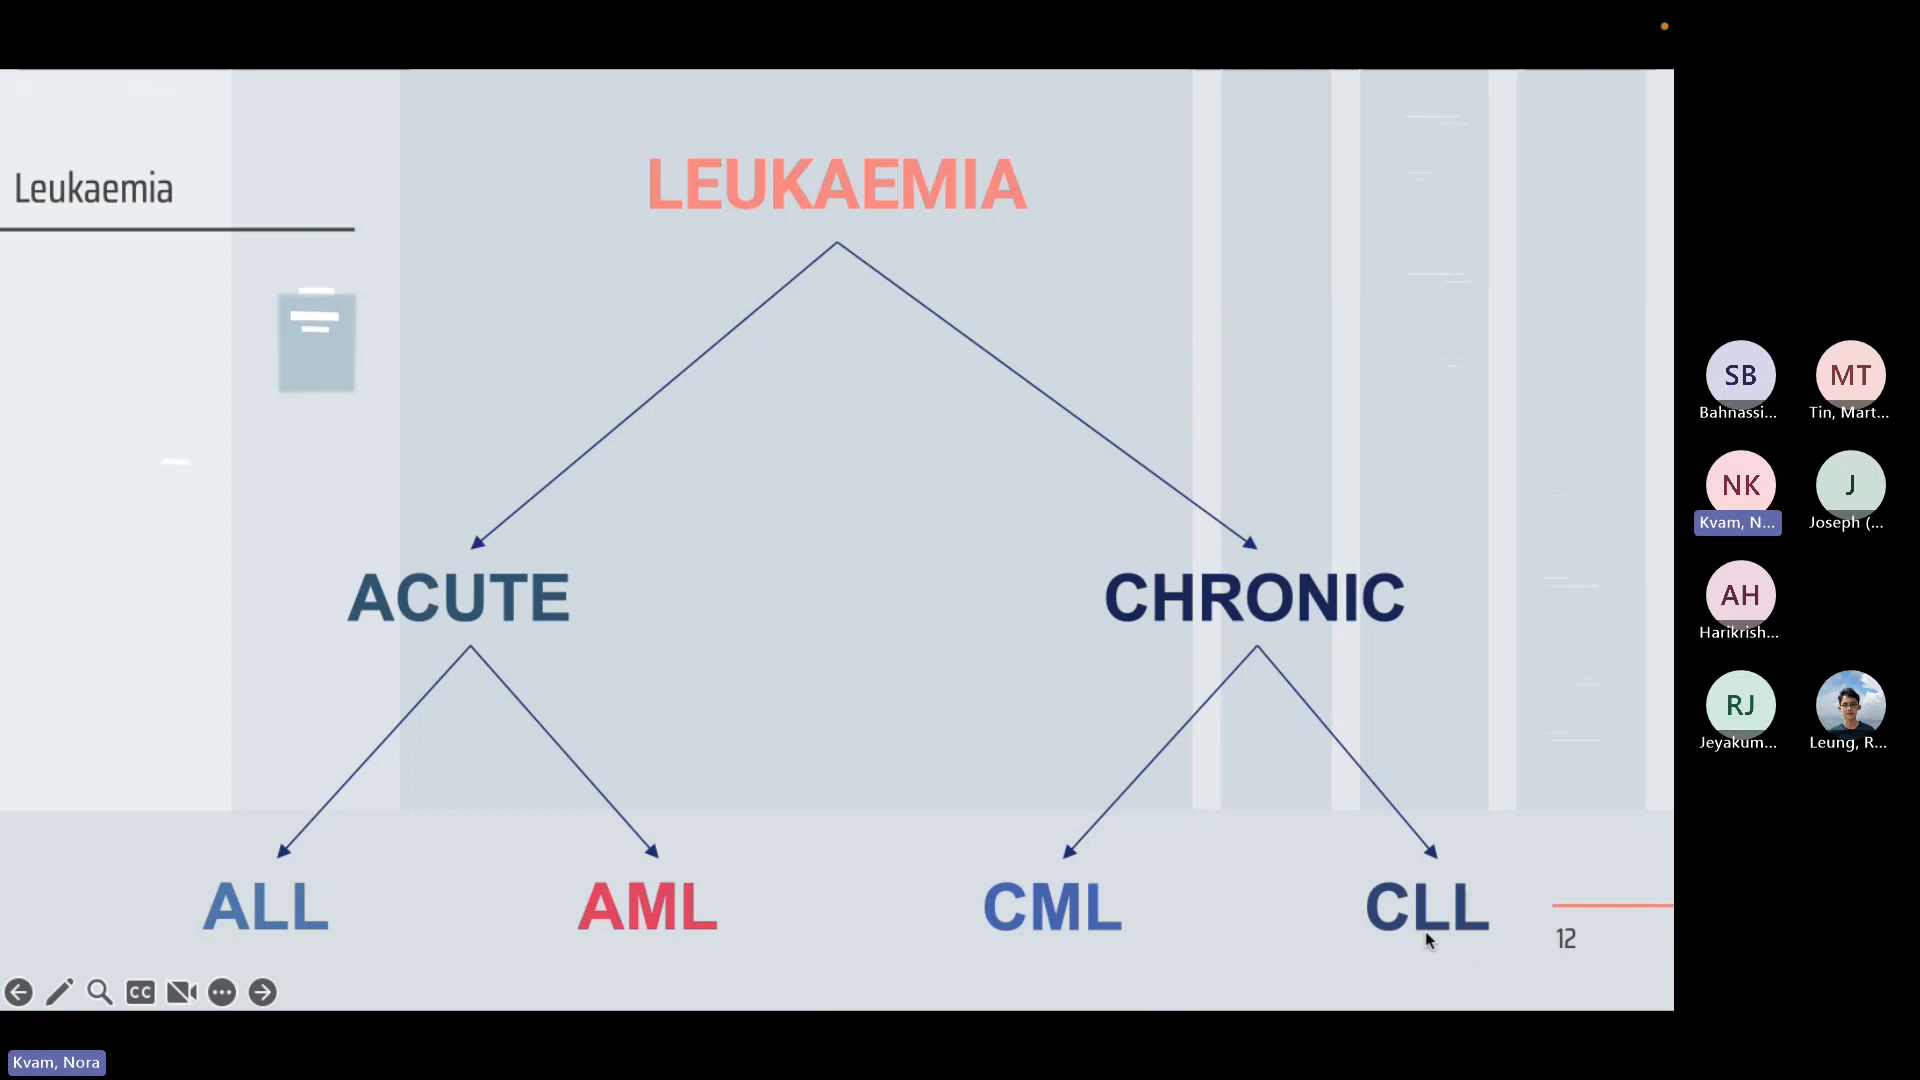 Leukaemia
LEUKAEMIA
ACUTE
CHRONIC
ALL
AML
CML
CLL
12
CC
SB
Bahnassi...
MT
Tin, Mart...
NK
Kvam, N...
J
Joseph (...
AH
Harikrish...
RJ
Jeyakum...
Leung, R...
Kvam, Nora